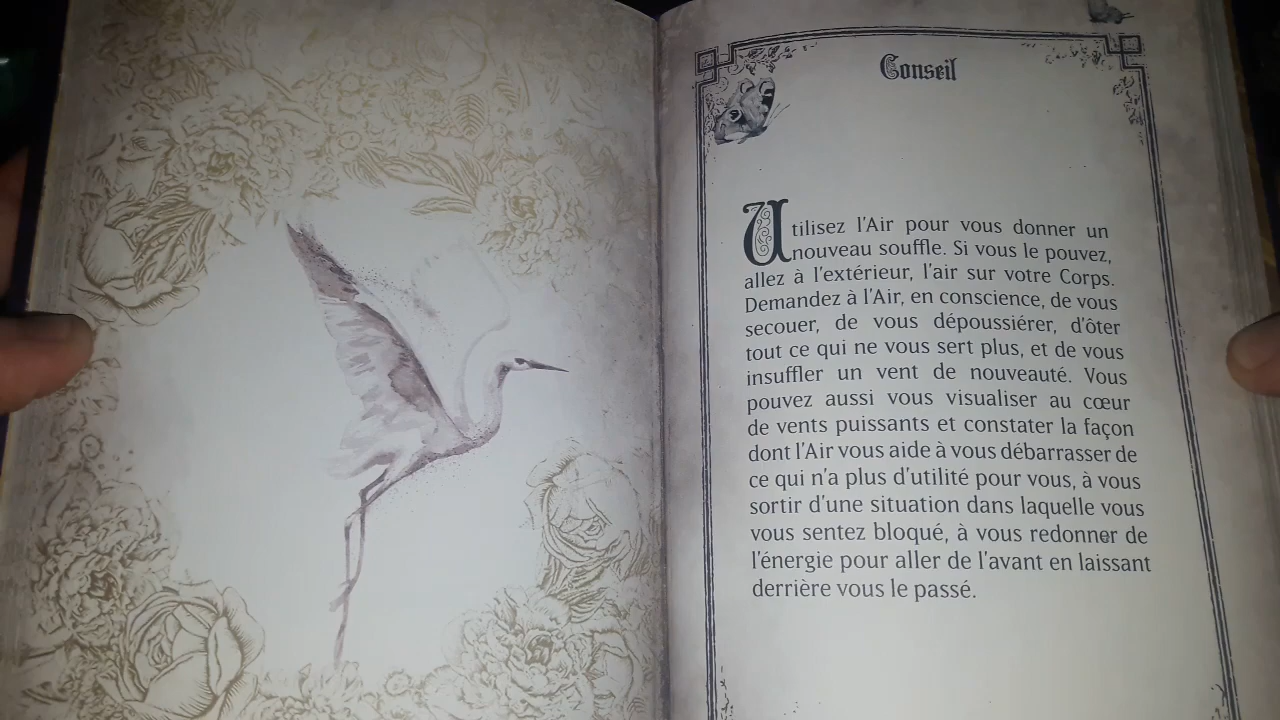 Conseil
Utilisez l'Air pour vous donner un
nouveau souffle. Si vous le pouvez,
allez à l'extérieur, l'air sur votre Corps.
Demandez à l'Air, en conscience, de vous
secouer, de vous dépoussiérer, d'ôter
tout ce qui ne vous sert plus, et de vous
insuffler un vent de nouveauté. Vous
pouvez aussi vous visualiser au cœur
de vents puissants et constater la façon
dont l'Air vous aide à vous débarrasser de
ce qui n'a plus d'utilité pour vous, à vous
sortir d'une situation dans laquelle vous
vous sentez bloqué, à vous redonner de
l'énergie pour aller de l'avant en laissant
derrière vous le passé.